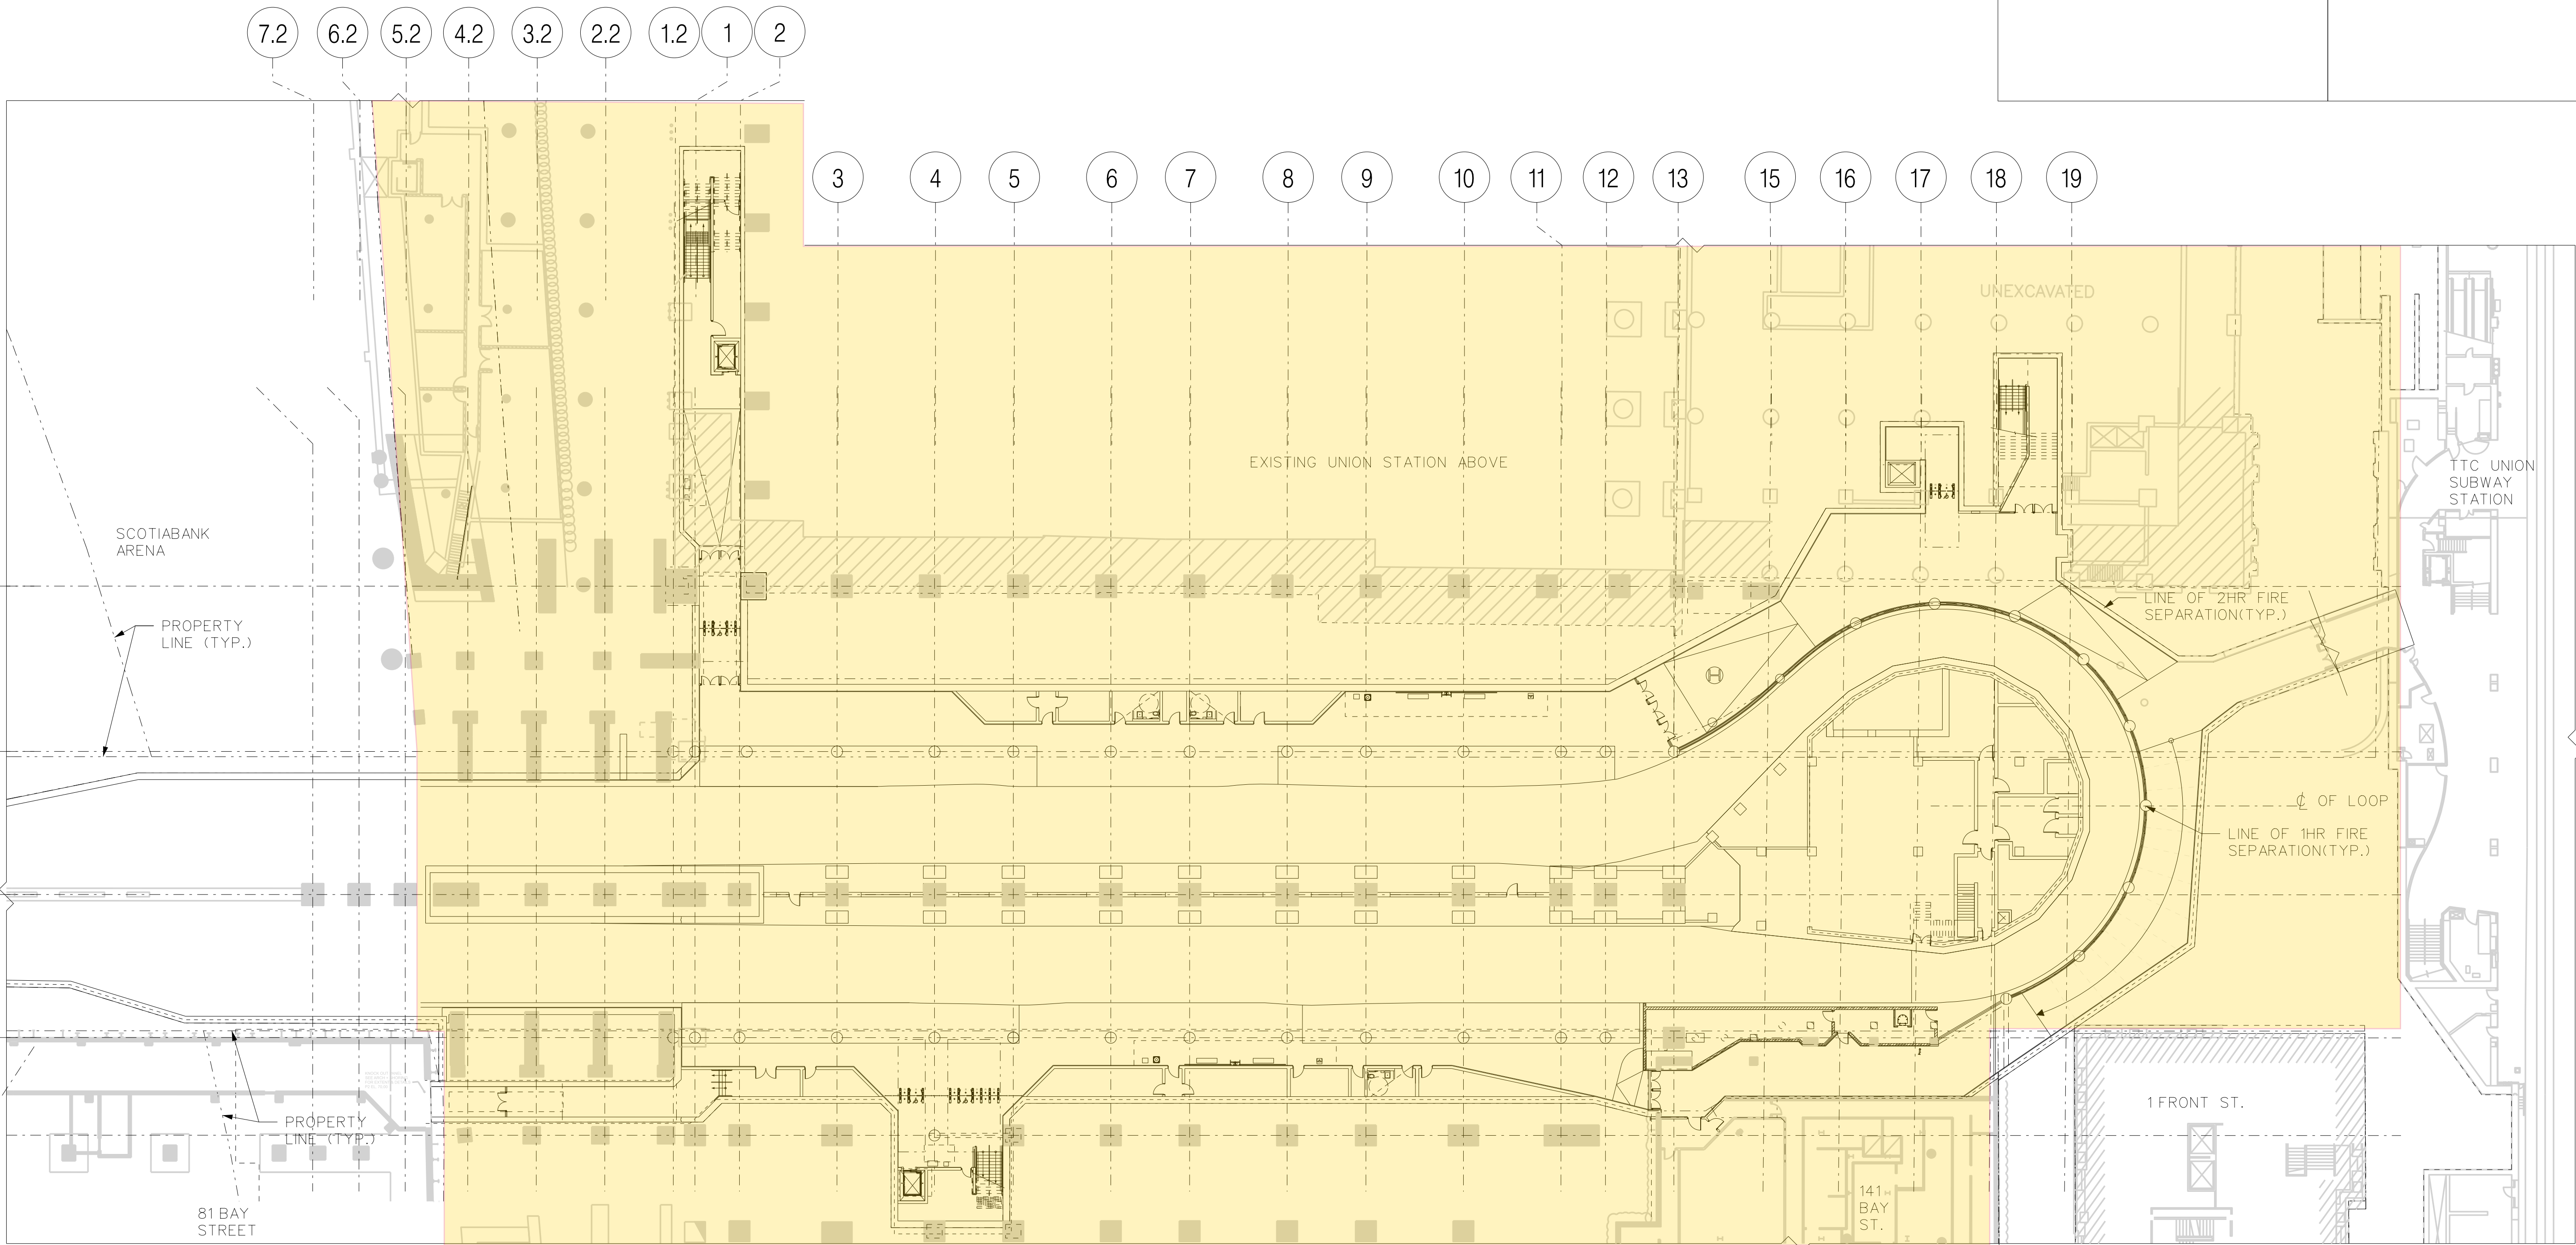 7.2
6.2
5.2
4.2
3.2
2.2
1.2
1
2
3
4
5
6
7
8
9
10
11
12
13
15
16
17
18
19
UNEXCAVATED
EXISTING UNION STATION ABOVE
TTC UNION
SUBWAY
STATION
SCOTIABANK
ARENA
PROPERTY
LINE (TYP.)
LINE OF 2HR FIRE
SEPARATION(TYP.)
H
℄ OF LOOP
LINE OF 1HR FIRE
SEPARATION(TYP.)
1 FRONT ST.
PROPERTY
LINE (TYP.)
81 BAY
STREET
141
BAY
ST.